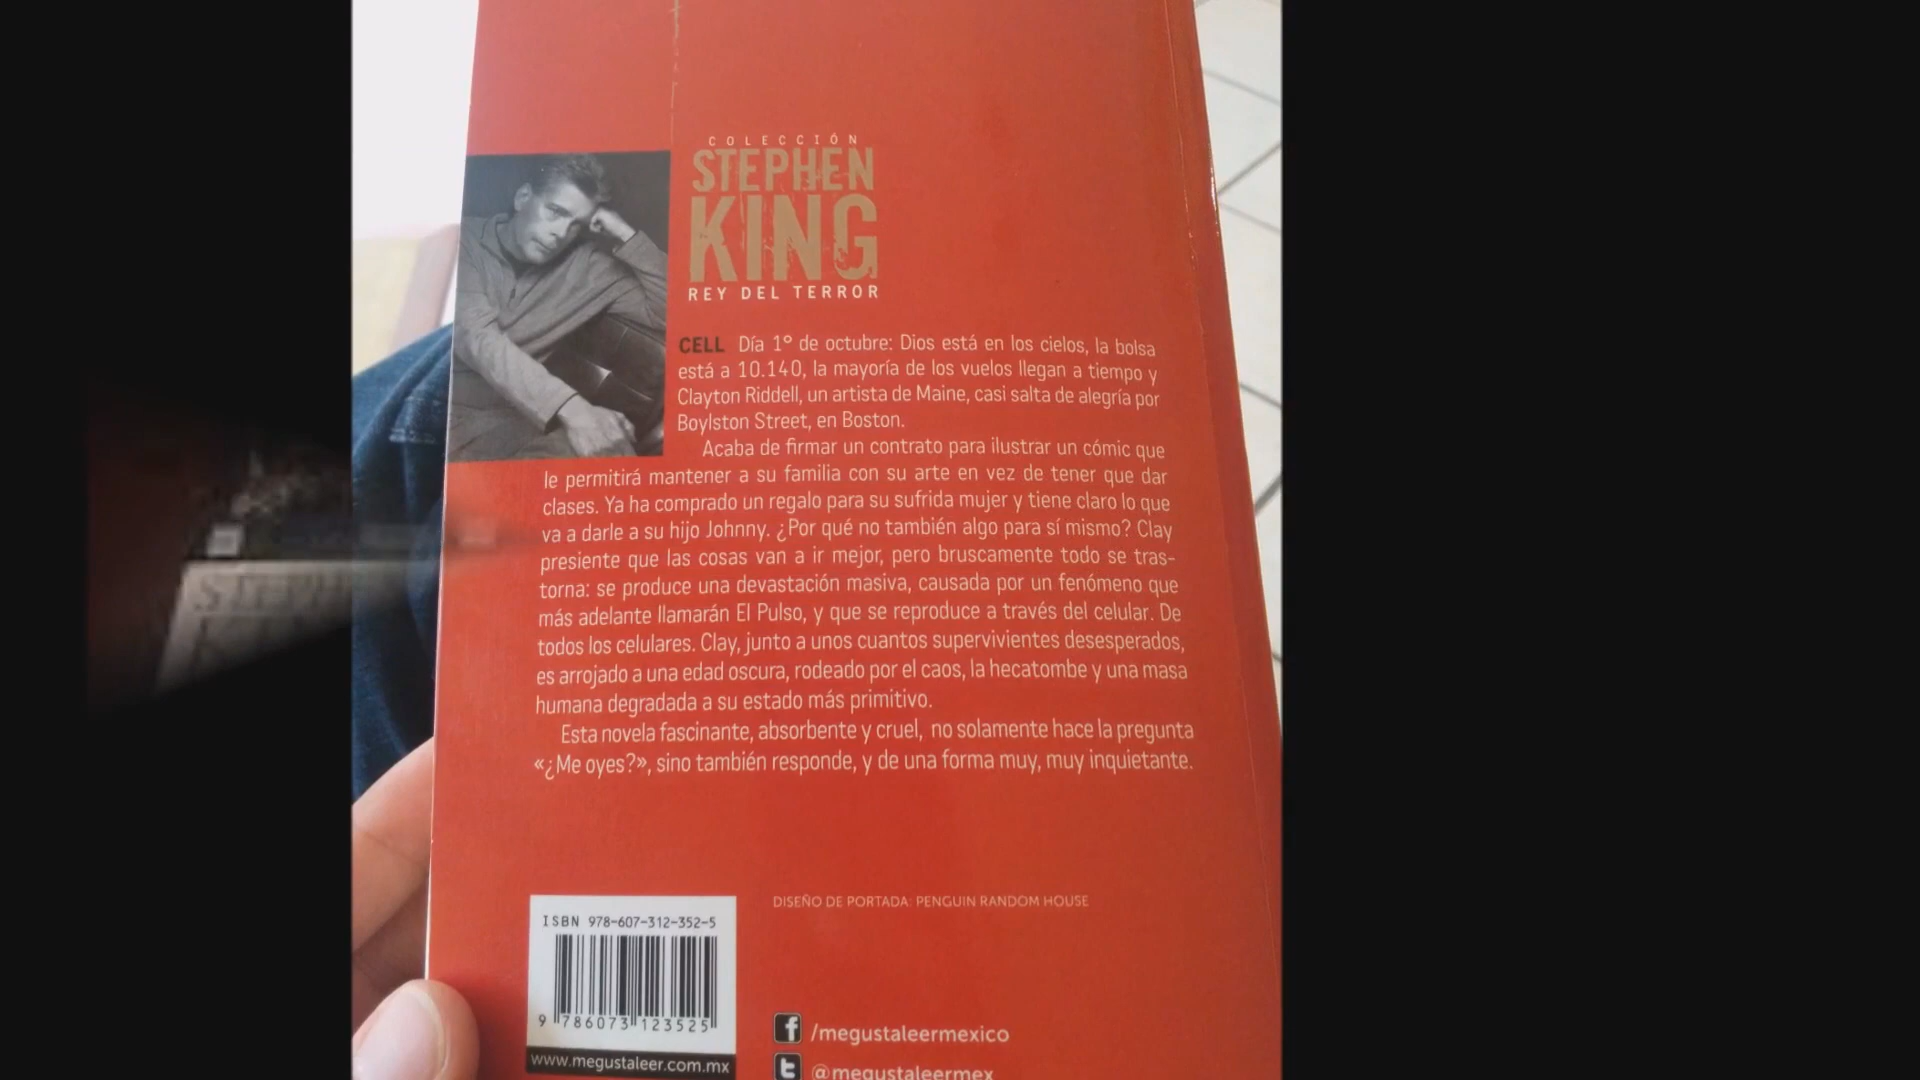 COLECCIÓN
STEPHEN
KING
REY DEL TERROR
CELL Día 1° de octubre: Dios está en los cielos, la bolsa
está a 10.140, la mayoría de los vuelos llegan a tiempo y
Clayton Riddell, un artista de Maine, casi salta de alegría por
Boylston Street, en Boston.
Acaba de firmar un contrato para ilustrar un cómic que
le permitirá mantener a su familia con su arte en vez de tener que dar
clases. Ya ha comprado un regalo para su sufrida mujer y tiene claro lo que
va a darle a su hijo Johnny. ¿Por qué no también algo para sí mismo? Clay
presiente que las cosas van a ir mejor, pero bruscamente todo se tras-
torna: se produce una devastación masiva, causada por un fenómeno que
más adelante llamarán El Pulso, y que se reproduce a través del celular. De
todos los celulares. Clay, junto a unos cuantos supervivientes desesperados,
es arrojado a una edad oscura, rodeado por el caos, la hecatombe y una masa
humana degradada a su estado más primitivo.
Esta novela fascinante, absorbente y cruel, no solamente hace la pregunta
«¿Me oyes?», sino también responde, y de una forma muy, muy inquietante.
DISEÑO DE PORTADA: PENGUIN RANDOM HOUSE
ISBN 978-607-312-352-5
9 786073 123525
www.megustaleer.com.mx
/megustaleermexico
@megustaleermex